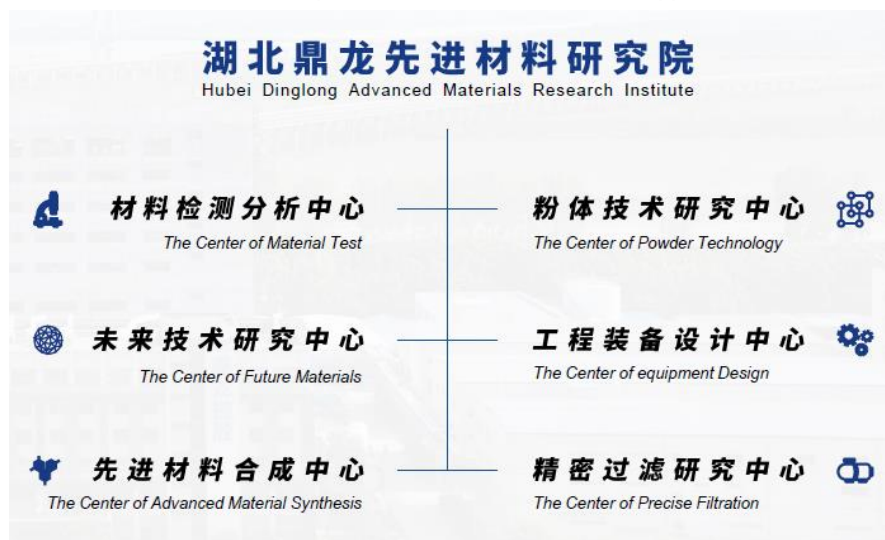 湖北鼎龙先进材料研究院
Hubei Dinglong Advanced Materials Research Institute
材料检测分析中心
The Center of Material Test
粉体技术研究中心
The Center of Powder Technology
未来技术研究中心
The Center of Future Materials
工程装备设计中心
The Center of equipment Design
先进材料合成中心
The Center of Advanced Material Synthesis
精密过滤研究中心
The Center of Precise Filtration